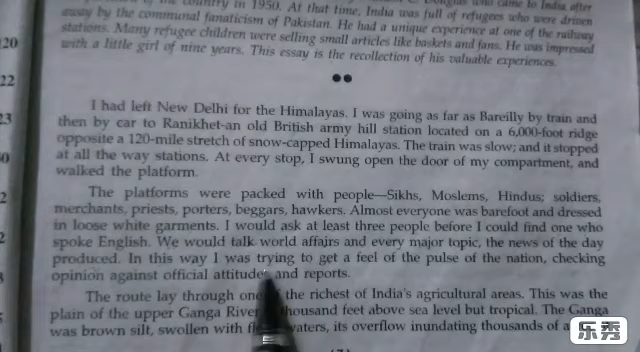 of the country in 1950. At that time, India was full of refugees who were driven
away by the communal fanaticism of Pakistan. He had a unique experience at one of the railway
stations. Many refugee children were selling small articles like baskets and fans. He was impressed
with a little girl of nine years. This essay is the recollection of his valuable experiences.
I had left New Delhi for the Himalayas. I was going as far as Bareilly by train and
then by car to Ranikhet-an old British army hill station located on a 6,000-foot ridge
opposite a 120-mile stretch of snow-capped Himalayas. The train was slow; and it stopped
at all the way stations. At every stop, I swung open the door of my compartment, and
walked the platform.
The platforms were packed with people—Sikhs, Moslems, Hindus; soldiers,
merchants, priests, porters, beggars, hawkers. Almost everyone was barefoot and dressed
in loose white garments. I would ask at least three people before I could find one who
spoke English. We would talk world affairs and every major topic, the news of the day
produced. In this way I was trying to get a feel of the pulse of the nation, checking
opinion against official attitudes and reports.
The route lay through one the richest of India's agricultural areas. This was the
plain of the upper Ganga River thousand feet above sea level but tropical. The Ganga
was brown silt, swollen with waters, its overflow inundating thousands of
20
22
23
乐秀